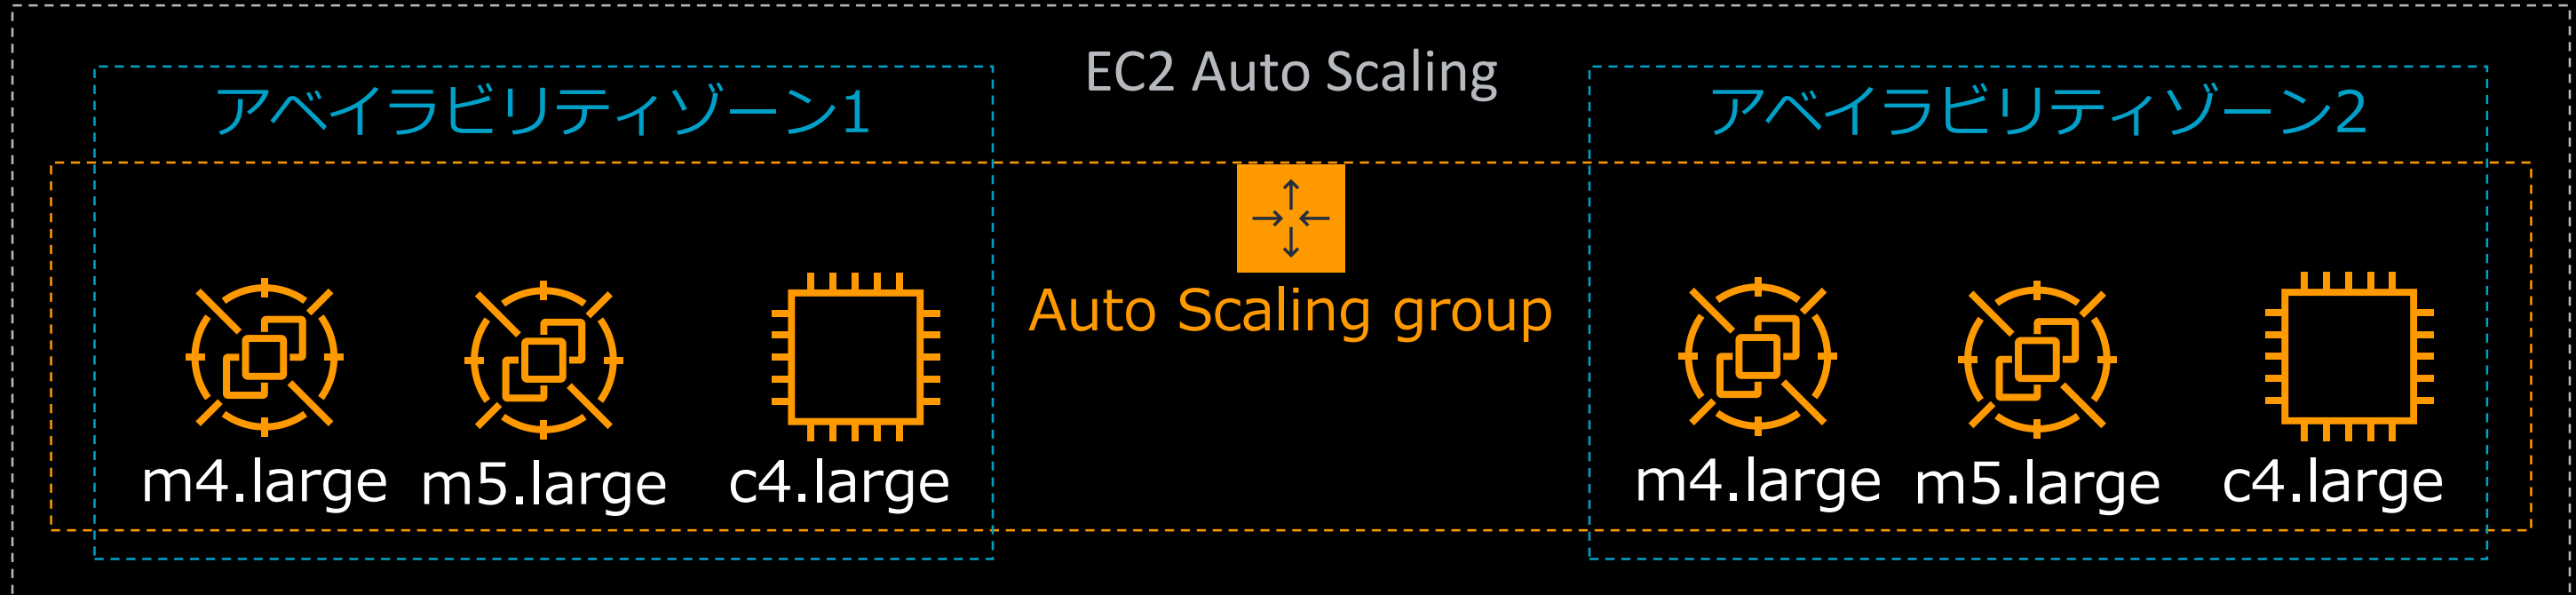 EC2 Auto Scaling
アベイラビリティゾーン1
アベイラビリティゾーン2
Auto Scaling group
m4.large
m5.large
c4.large
m4.large
m5.large
c4.large